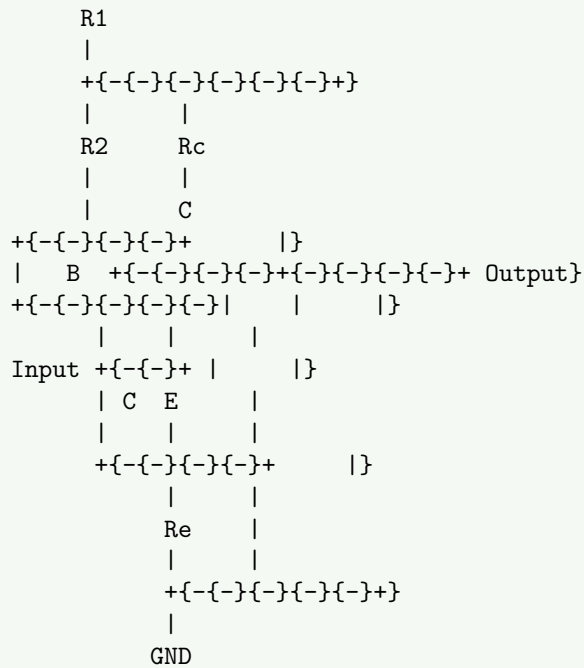 R1
|
+{-{-}{-}{-}{-}{-}+}
| |
R2 Rc
| |
| C
+{-{-}{-}{-}+ |}
| B +{-{-}{-}{-}+{-}{-}{-}{-}+ Output}
+{-{-}{-}{-}{-}| | |}
| | |
Input +{-{-}+ | |}
| C E |
| | |
+{-{-}{-}{-}+ |}
| |
Re |
| |
+{-{-}{-}{-}{-}+}
|
GND